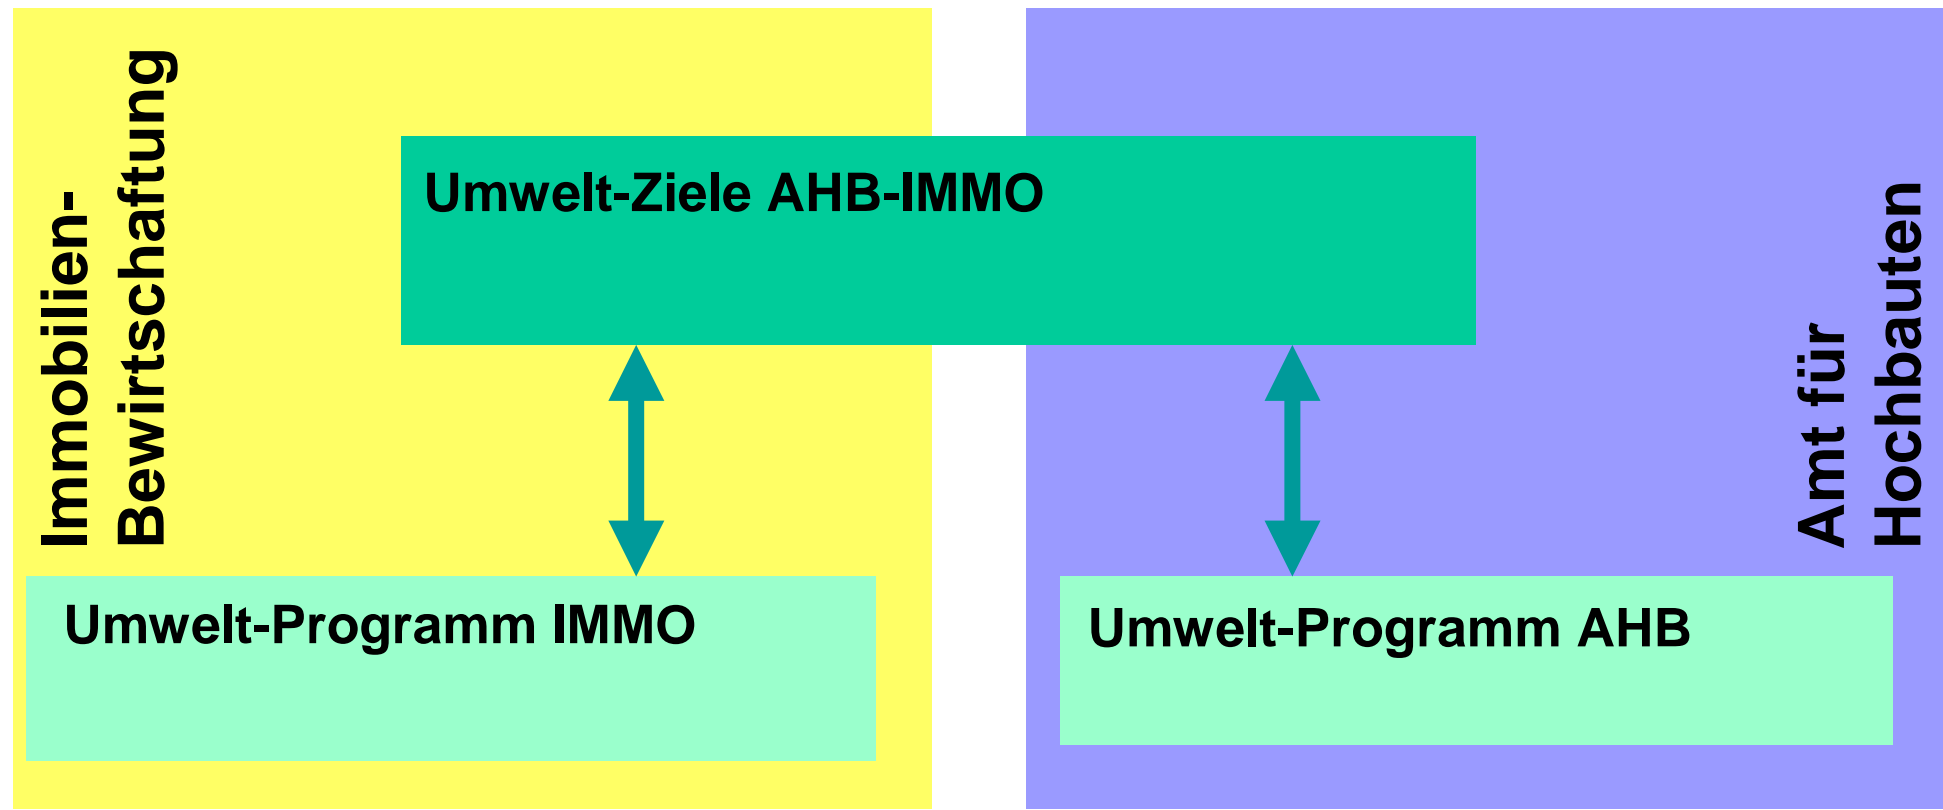 Immobilien-
Bewirtschaftung
Umwelt-Ziele AHB-IMMO
Amt für
Hochbauten
Umwelt-Programm IMMO
Umwelt-Programm AHB